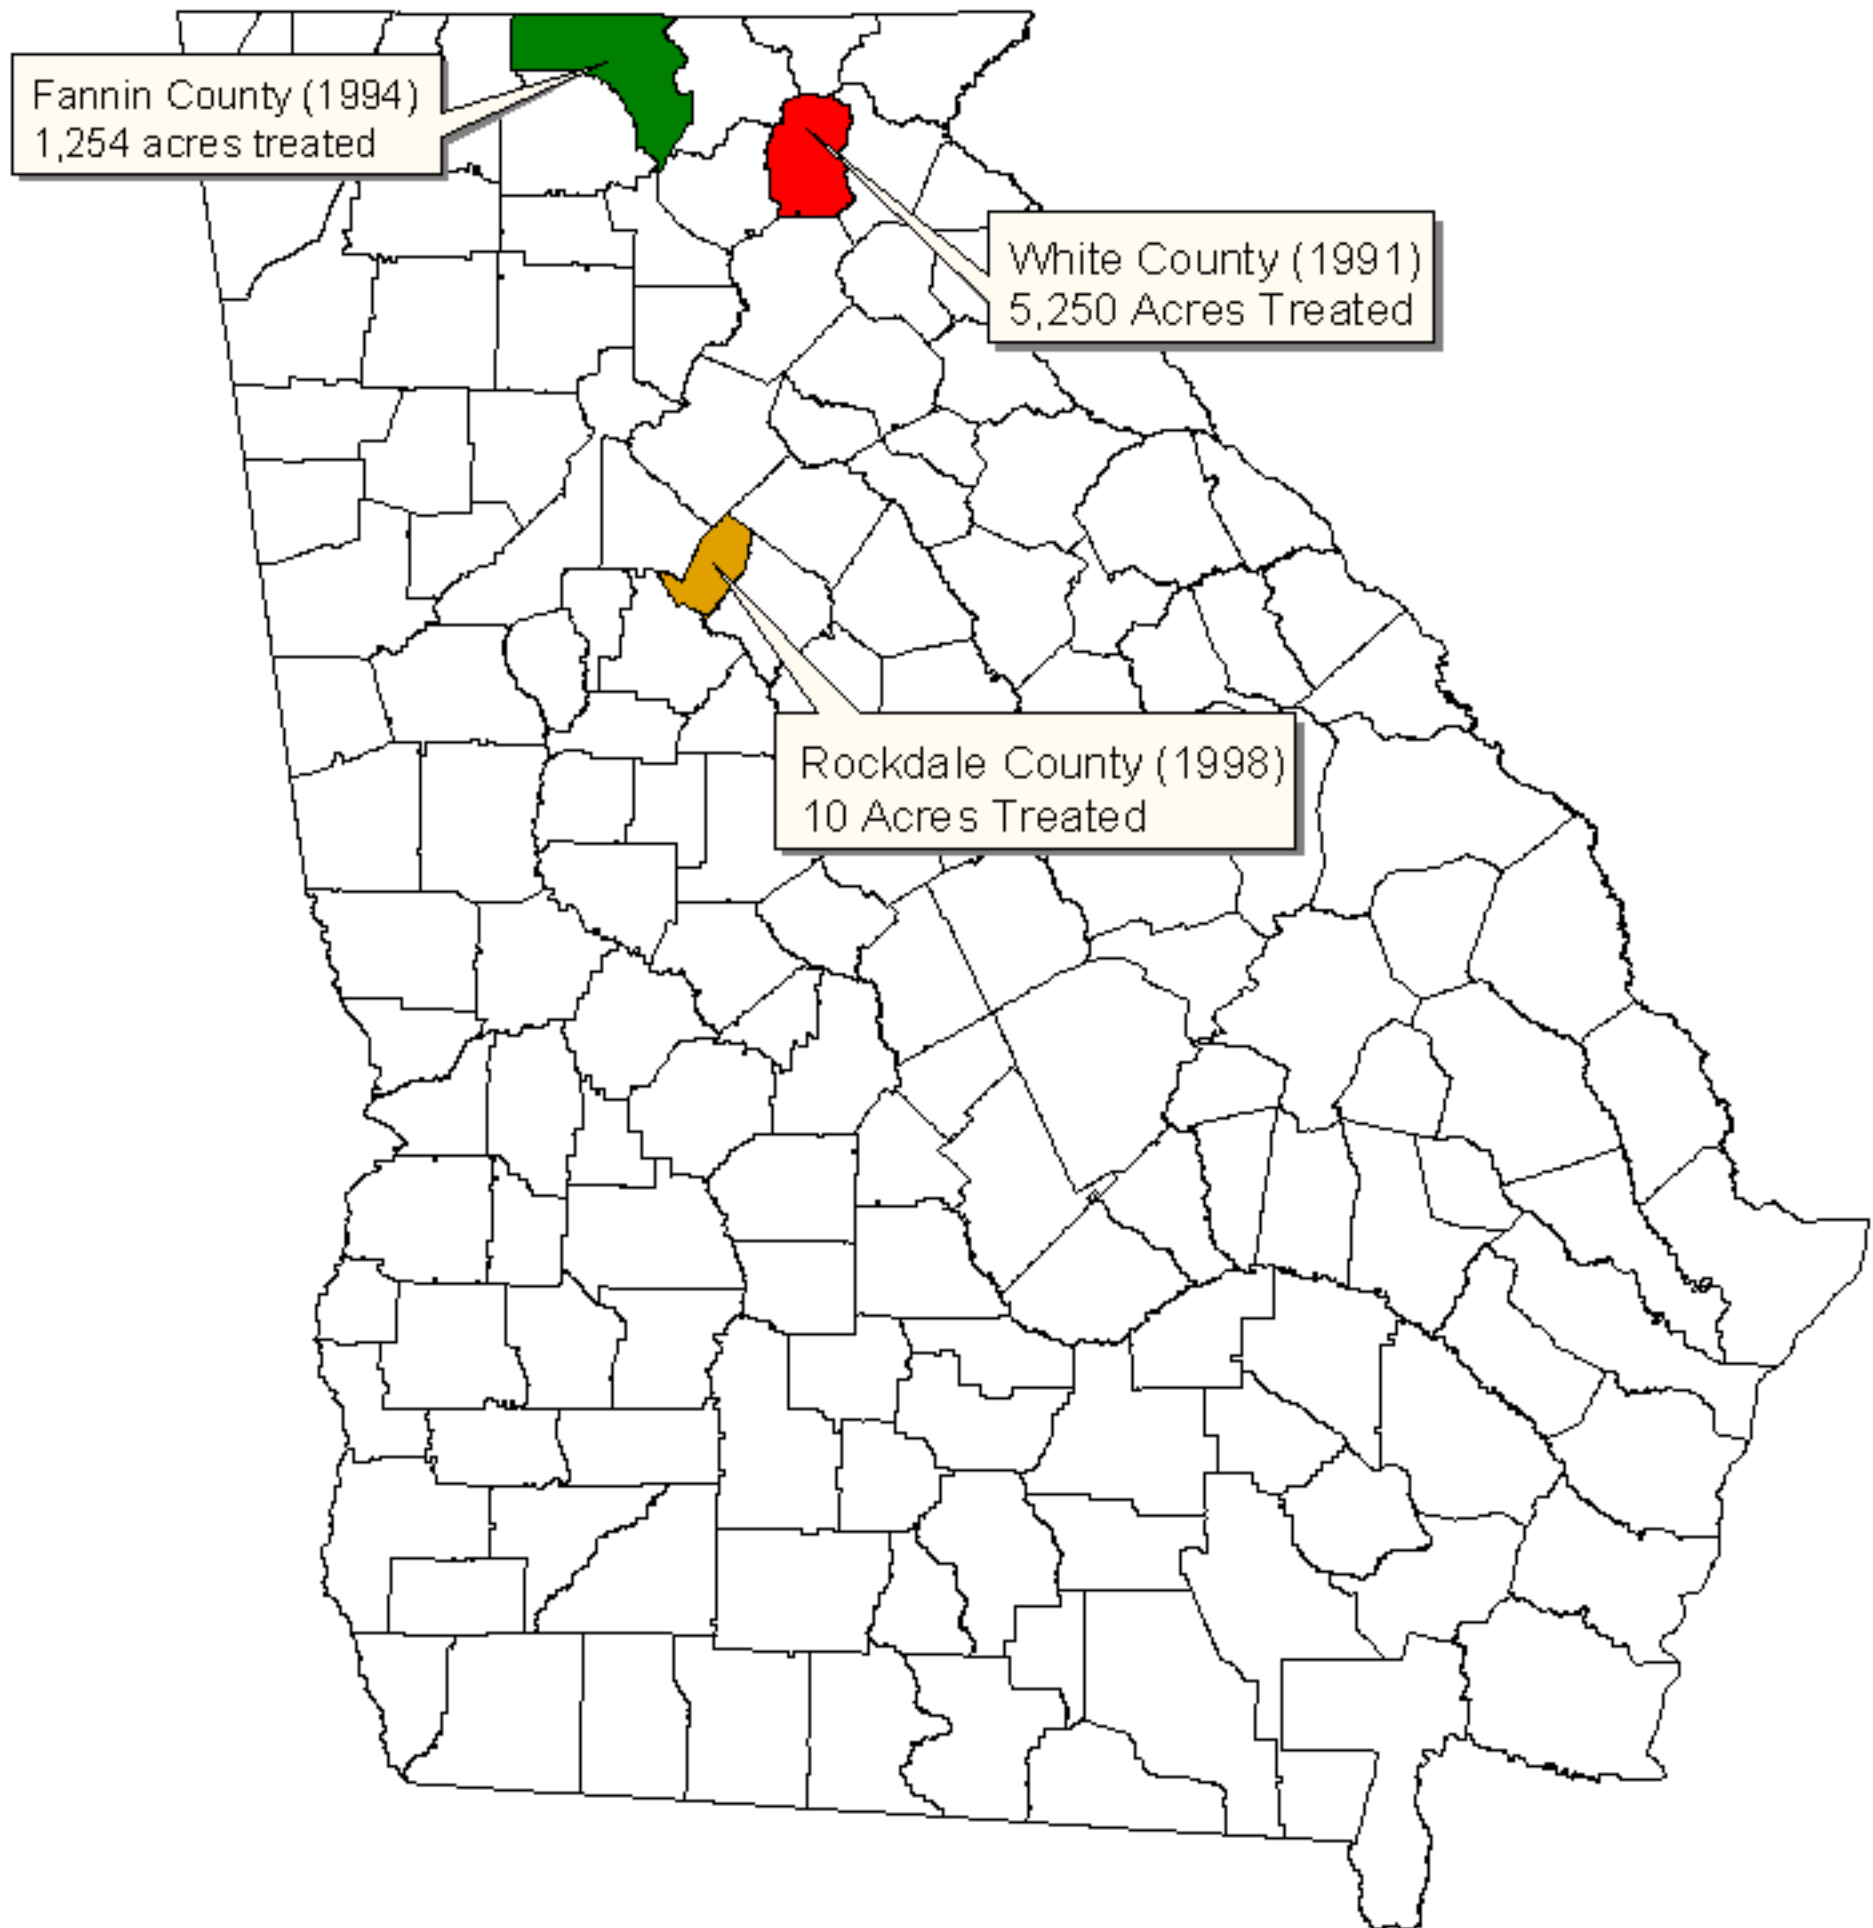 Fannin County (1994)
1,254 acres treated
White County (1991)
5,250 Acres Treated
Rockdale County (1998)
10 Acres Treated